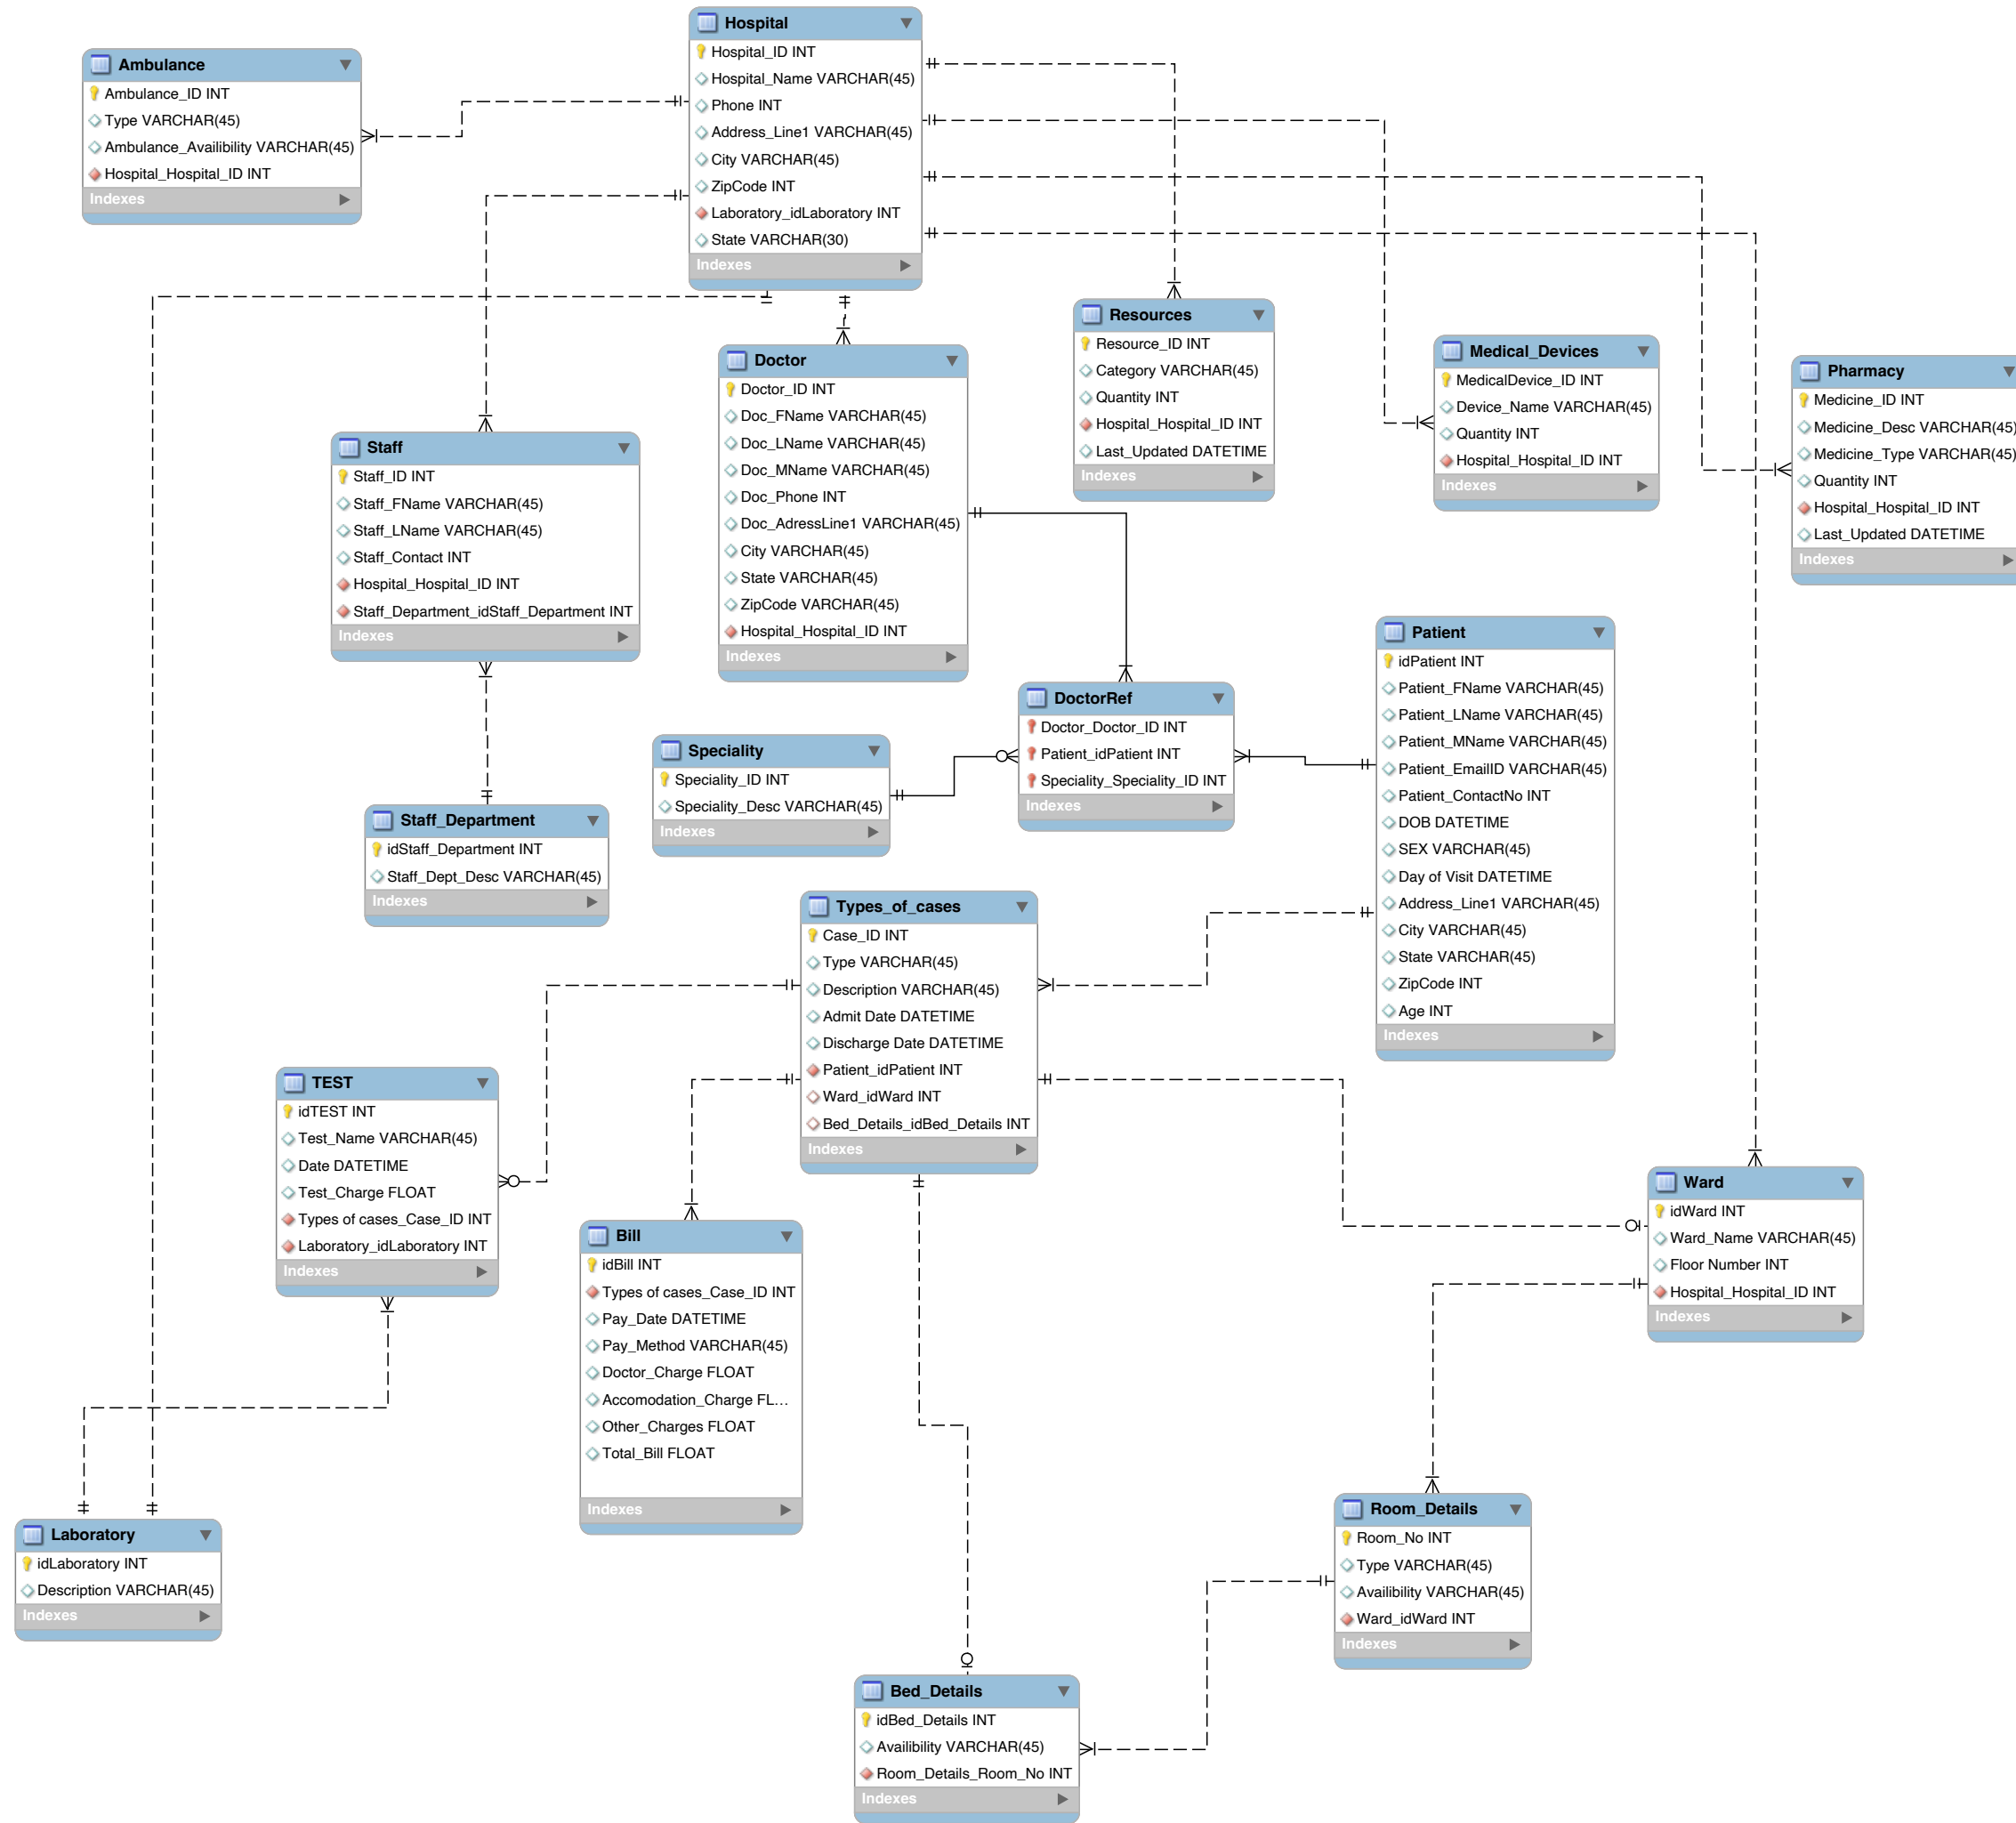 Hospital
Hospital_ID INT
Hospital_Name VARCHAR(45)
Phone INT
Address_Line1 VARCHAR(45)
City VARCHAR(45)
ZipCode INT
Laboratory_idLaboratory INT
State VARCHAR(30)
Indexes
Ambulance
Ambulance_ID INT
Type VARCHAR(45)
Ambulance_Availibility VARCHAR(45)
Hospital_Hospital_ID INT
Indexes
Resources
Resource_ID INT
Category VARCHAR(45)
Quantity INT
Hospital_Hospital_ID INT
Last_Updated DATETIME
Indexes
Medical_Devices
MedicalDevice_ID INT
Device_Name VARCHAR(45)
Quantity INT
Hospital_Hospital_ID INT
Indexes
Pharmacy
Medicine_ID INT
Medicine_Desc VARCHAR(45)
Medicine_Type VARCHAR(45)
Quantity INT
Hospital_Hospital_ID INT
Last_Updated DATETIME
Indexes
Doctor
Doctor_ID INT
Doc_FName VARCHAR(45)
Doc_LName VARCHAR(45)
Doc_MName VARCHAR(45)
Doc_Phone INT
Doc_AdressLine1 VARCHAR(45)
City VARCHAR(45)
State VARCHAR(45)
ZipCode VARCHAR(45)
Hospital_Hospital_ID INT
Indexes
Staff
Staff_ID INT
Staff_FName VARCHAR(45)
Staff_LName VARCHAR(45)
Staff_Contact INT
Hospital_Hospital_ID INT
Staff_Department_idStaff_Department INT
Indexes
Patient
idPatient INT
Patient_FName VARCHAR(45)
Patient_LName VARCHAR(45)
Patient_MName VARCHAR(45)
Patient_EmailID VARCHAR(45)
Patient_ContactNo INT
DOB DATETIME
SEX VARCHAR(45)
Day of Visit DATETIME
Address_Line1 VARCHAR(45)
City VARCHAR(45)
State VARCHAR(45)
ZipCode INT
Age INT
Indexes
DoctorRef
Doctor_Doctor_ID INT
Patient_idPatient INT
Speciality_Speciality_ID INT
Indexes
Speciality
Speciality_ID INT
Speciality_Desc VARCHAR(45)
Indexes
Staff_Department
idStaff_Department INT
Staff_Dept_Desc VARCHAR(45)
Indexes
Types_of_cases
Case_ID INT
Type VARCHAR(45)
Description VARCHAR(45)
Admit Date DATETIME
Discharge Date DATETIME
Patient_idPatient INT
Ward_idWard INT
Bed_Details_idBed_Details INT
Indexes
TEST
idTEST INT
Test_Name VARCHAR(45)
Date DATETIME
Test_Charge FLOAT
Types of cases_Case_ID INT
Laboratory_idLaboratory INT
Indexes
Ward
idWard INT
Ward_Name VARCHAR(45)
Floor Number INT
Hospital_Hospital_ID INT
Indexes
Bill
idBill INT
Types of cases_Case_ID INT
Pay_Date DATETIME
Pay_Method VARCHAR(45)
Doctor_Charge FLOAT
Accomodation_Charge FL...
Other_Charges FLOAT
Total_Bill FLOAT
Indexes
Room_Details
Room_No INT
Type VARCHAR(45)
Availibility VARCHAR(45)
Ward_idWard INT
Indexes
Laboratory
idLaboratory INT
Description VARCHAR(45)
Indexes
Bed_Details
idBed_Details INT
Availibility VARCHAR(45)
Room_Details_Room_No INT
Indexes